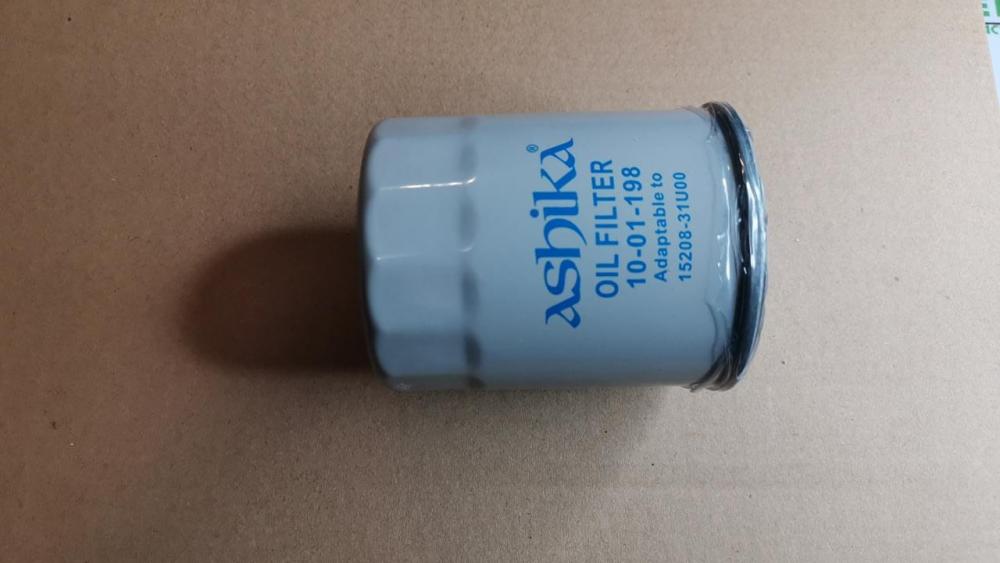 ashika®
OIL FILTER
10-01-198
Adaptable to
15208-31U00